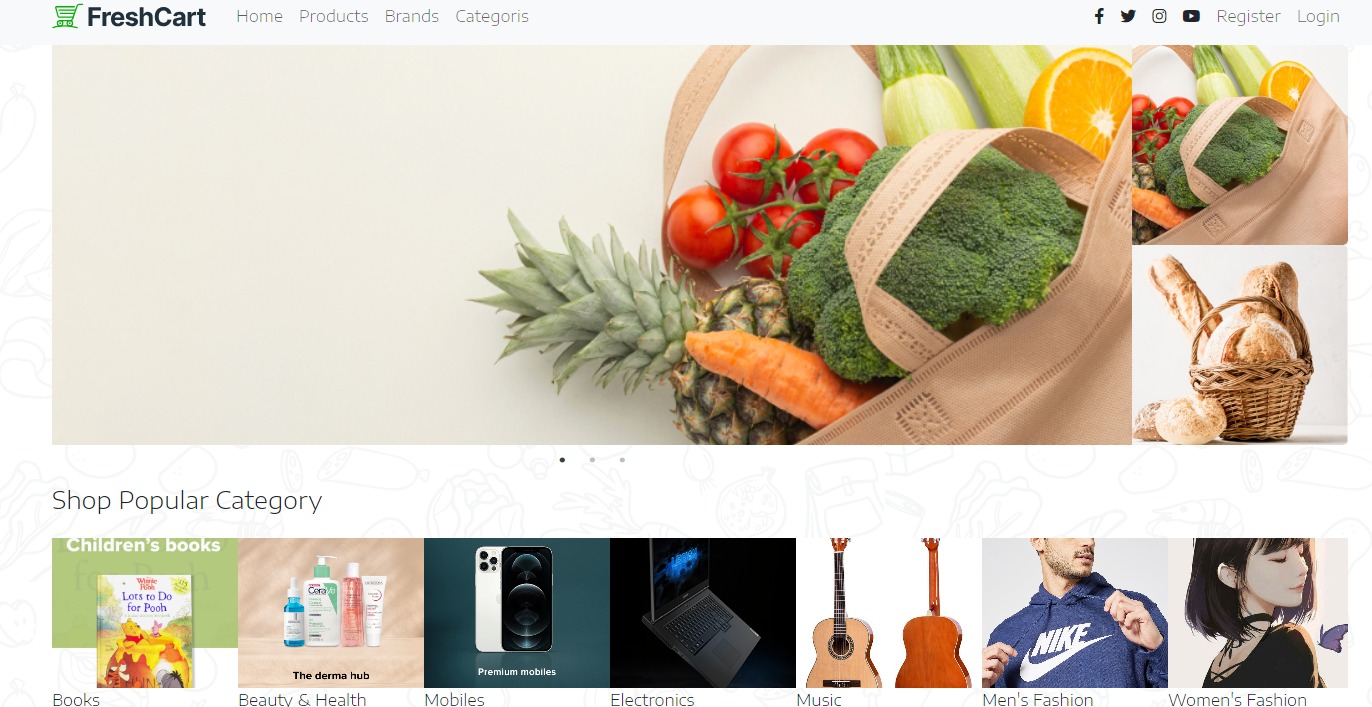 FreshCart Home Products Brands Categoris Register Login
Shop Popular Category
Children's books
Winnie
Pooh
Lots to Do
for Pooh
CeraVe
The derma hub
Premium mobiles
NIKE
Books Beauty & Health Mobiles Electronics Music Men's Fashion Women's Fashion